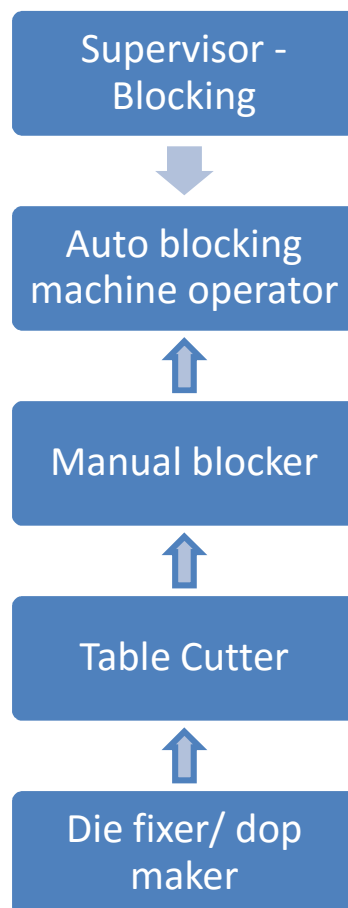 Supervisor -
Blocking
Auto blocking
machine operator
Manual blocker
Table Cutter
Die fixer/ dop
maker